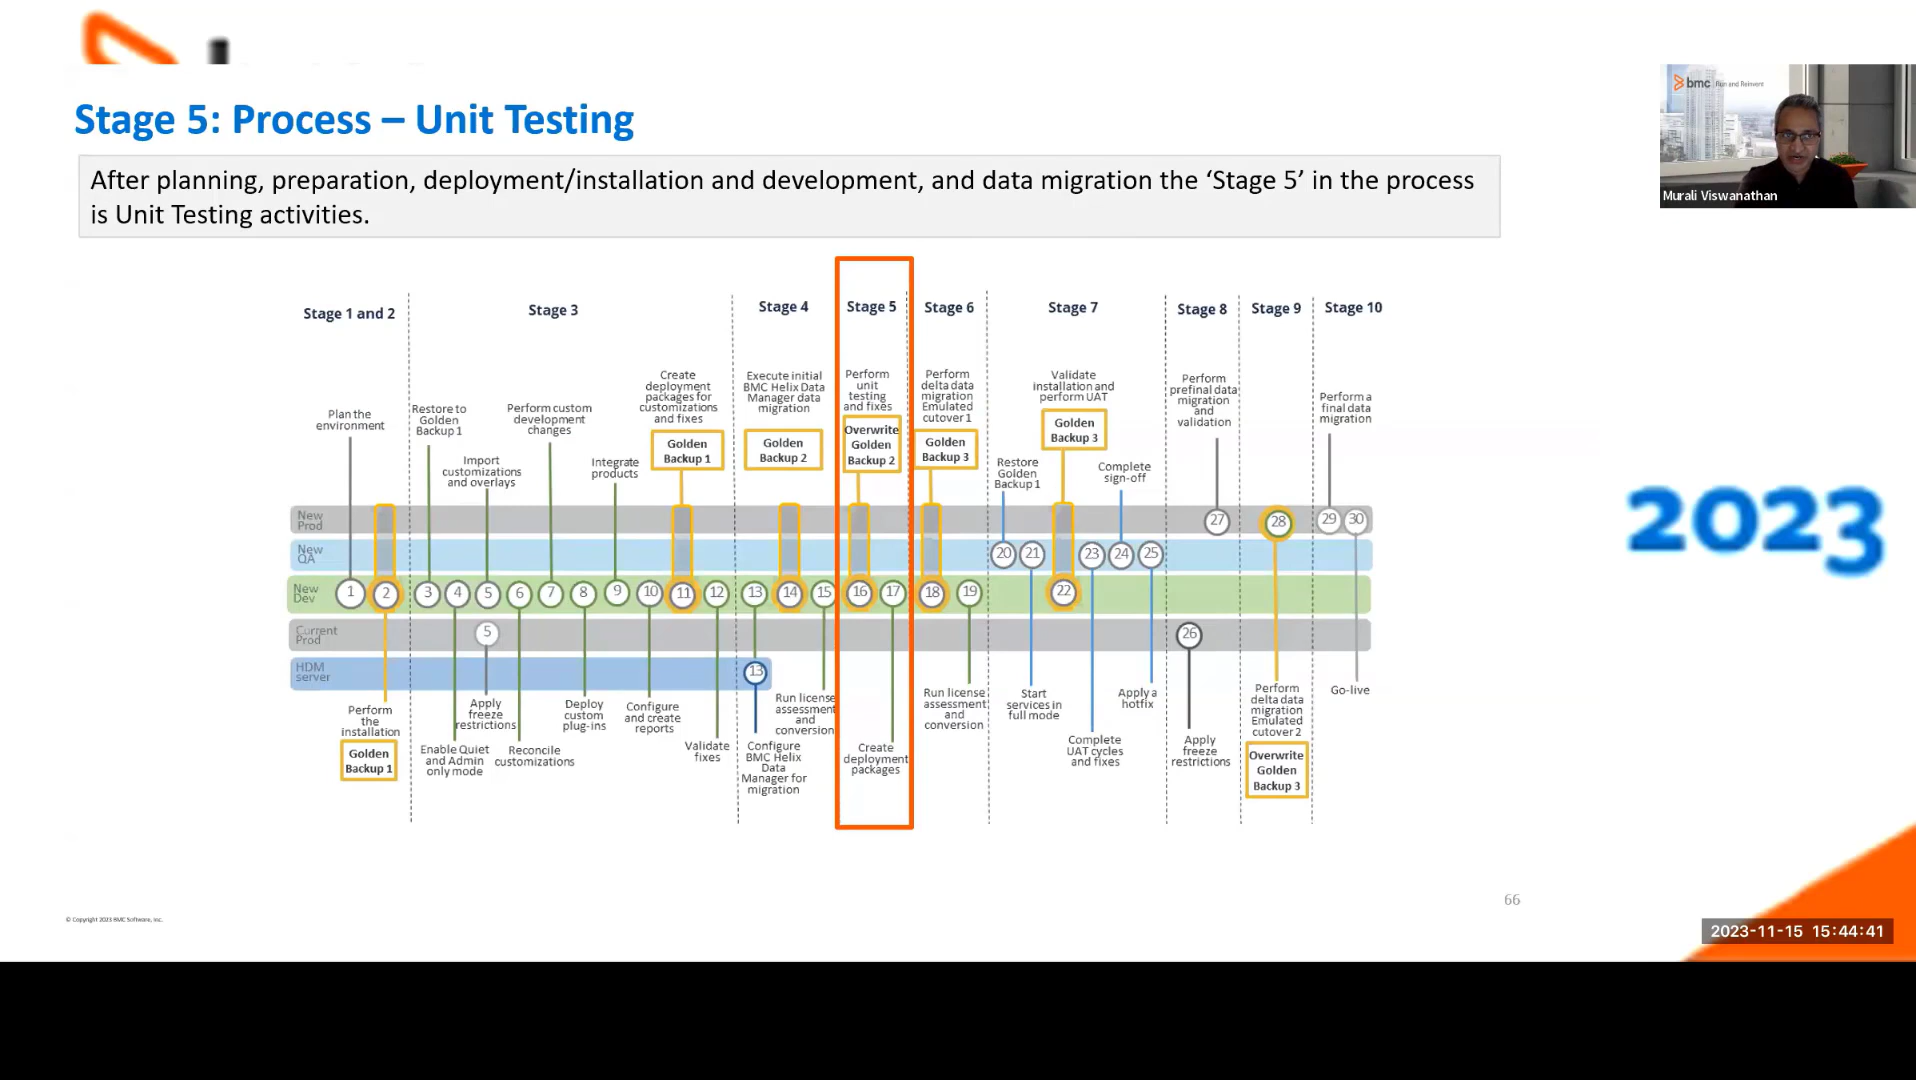 Stage 5: Process – Unit Testing
After planning, preparation, deployment/installation and development, and data migration the ‘Stage 5’ in the process
is Unit Testing activities.
bmc Run and Reinvent
Murali Viswanathan
Stage 1 and 2
Stage 3
Stage 4
Stage 5
Stage 6
Stage 7
Stage 8
Stage 9
Stage 10
Plan the
environment
Restore to
Golden
Backup 1
Import
customizations
and overlays
Perform custom
development
changes
Integrate
products
Create
deployment
packages for
customizations
and fixes
Golden
Backup 1
Execute initial
BMC Helix Data
Manager data
migration
Golden
Backup 2
Perform
unit
testing
and fixes
Overwrite
Golden
Backup 2
Perform
delta data
migration
Emulated
cutover 1
Golden
Backup 3
Restore
Golden
Backup 1
Validate
installation and
perform UAT
Golden
Backup 3
Complete
sign-off
Perform
prefinal data
migration
and
validation
Perform a
final data
migration
New
Prod
27
28
29
30
New
QA
20
21
23
24
25
New
Dev
1
2
3
4
5
6
7
8
9
10
11
12
13
14
15
16
17
18
19
22
Current
Prod
5
26
HDM
server
13
Perform
the
installation
Golden
Backup 1
Enable Quiet
and Admin
only mode
Apply
freeze
restrictions
Reconcile
customizations
Deploy
custom
plug-ins
Configure
and create
reports
Validate
fixes
Configure
BMC Helix
Data
Manager for
migration
Run license
assessment
and
conversion
Create
deployment
packages
Run license
assessment
and
conversion
Start
services in
full mode
Complete
UAT cycles
and fixes
Apply a
hotfix
Apply
freeze
restrictions
Perform
delta data
migration
Emulated
cutover 2
Overwrite
Golden
Backup 3
Go-live
2023
66
© Copyright 2023 BMC Software, Inc.
2023-11-15 15:44:41